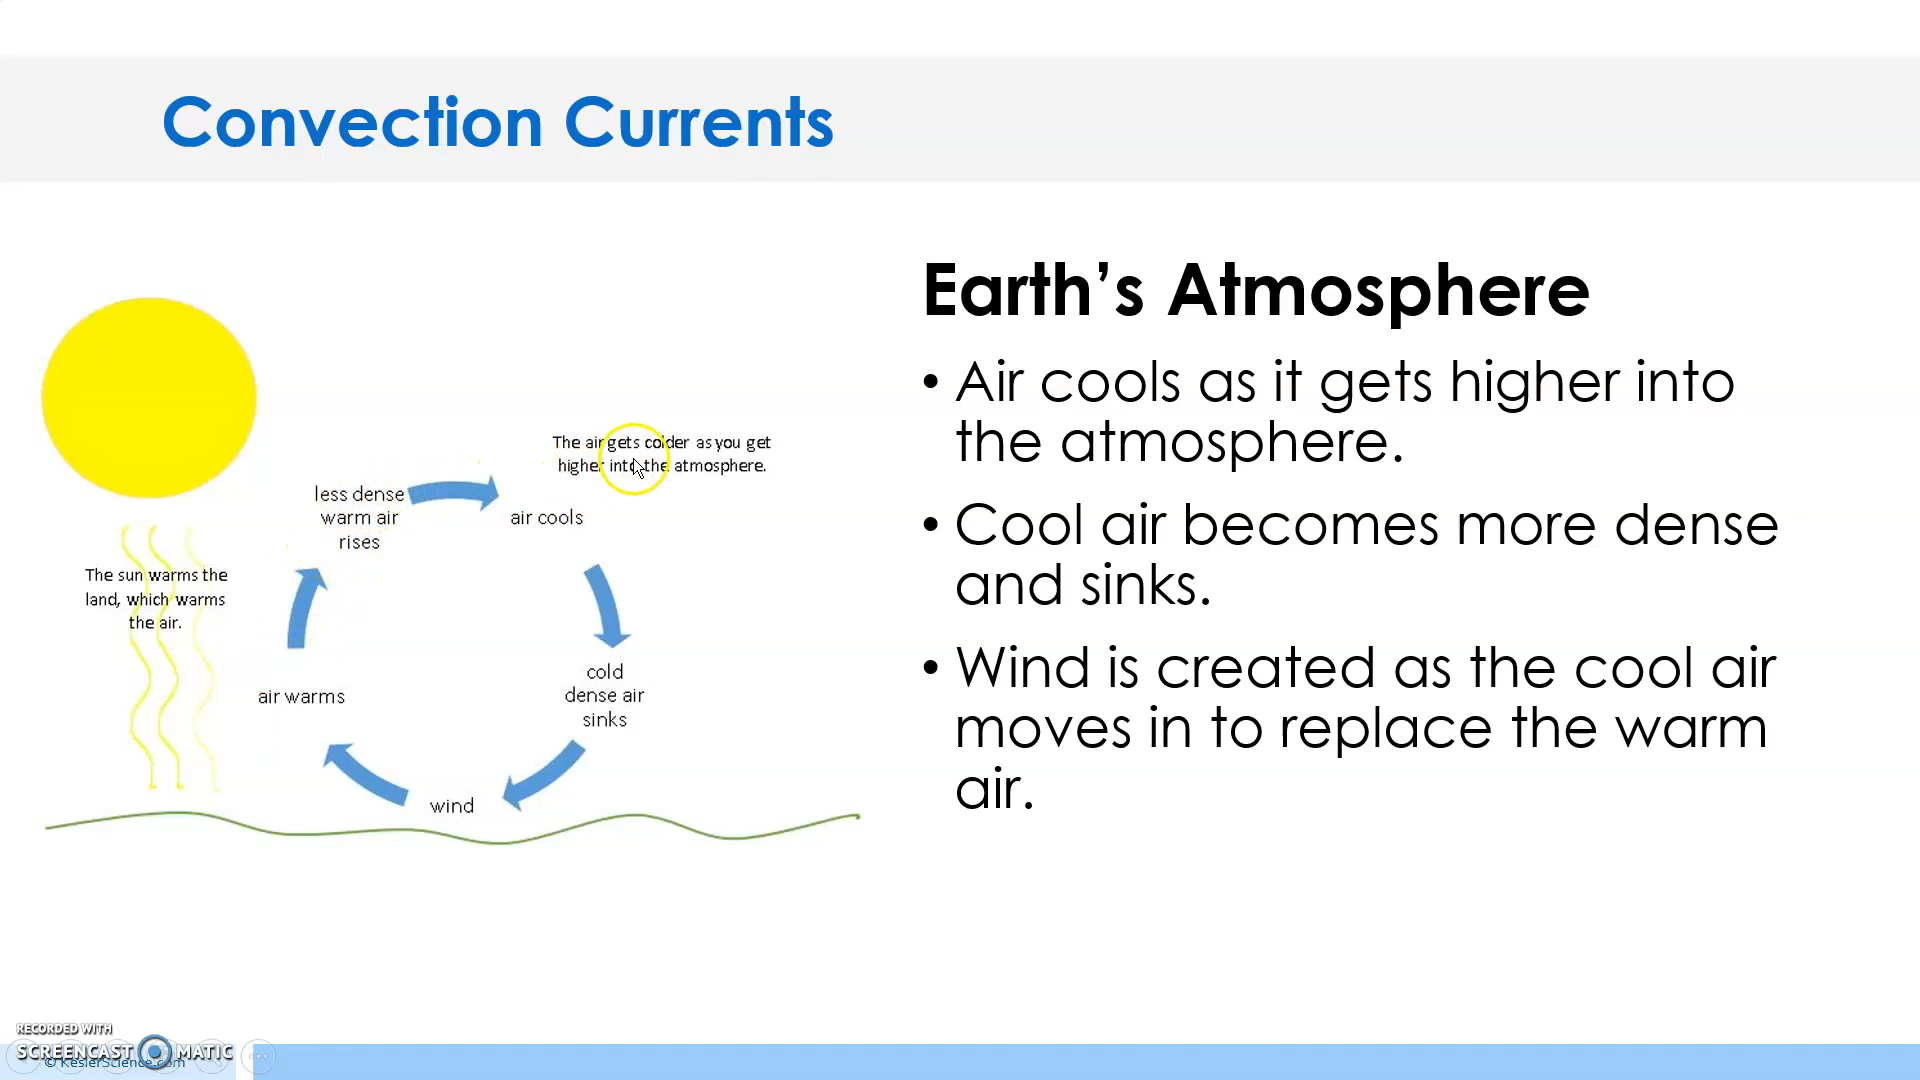 Convection Currents
Earth’s Atmosphere
• Air cools as it gets higher into
the atmosphere.
• Cool air becomes more dense
and sinks.
• Wind is created as the cool air
moves in to replace the warm
air.
The air gets colder as you get
higher into the atmosphere.
less dense
warm air
rises
air cools
The sun warms the
land, which warms
the air.
air warms
cold
dense air
sinks
wind
RECORDED WITH
SCREENCAST MATIC
© KeslerScience.com